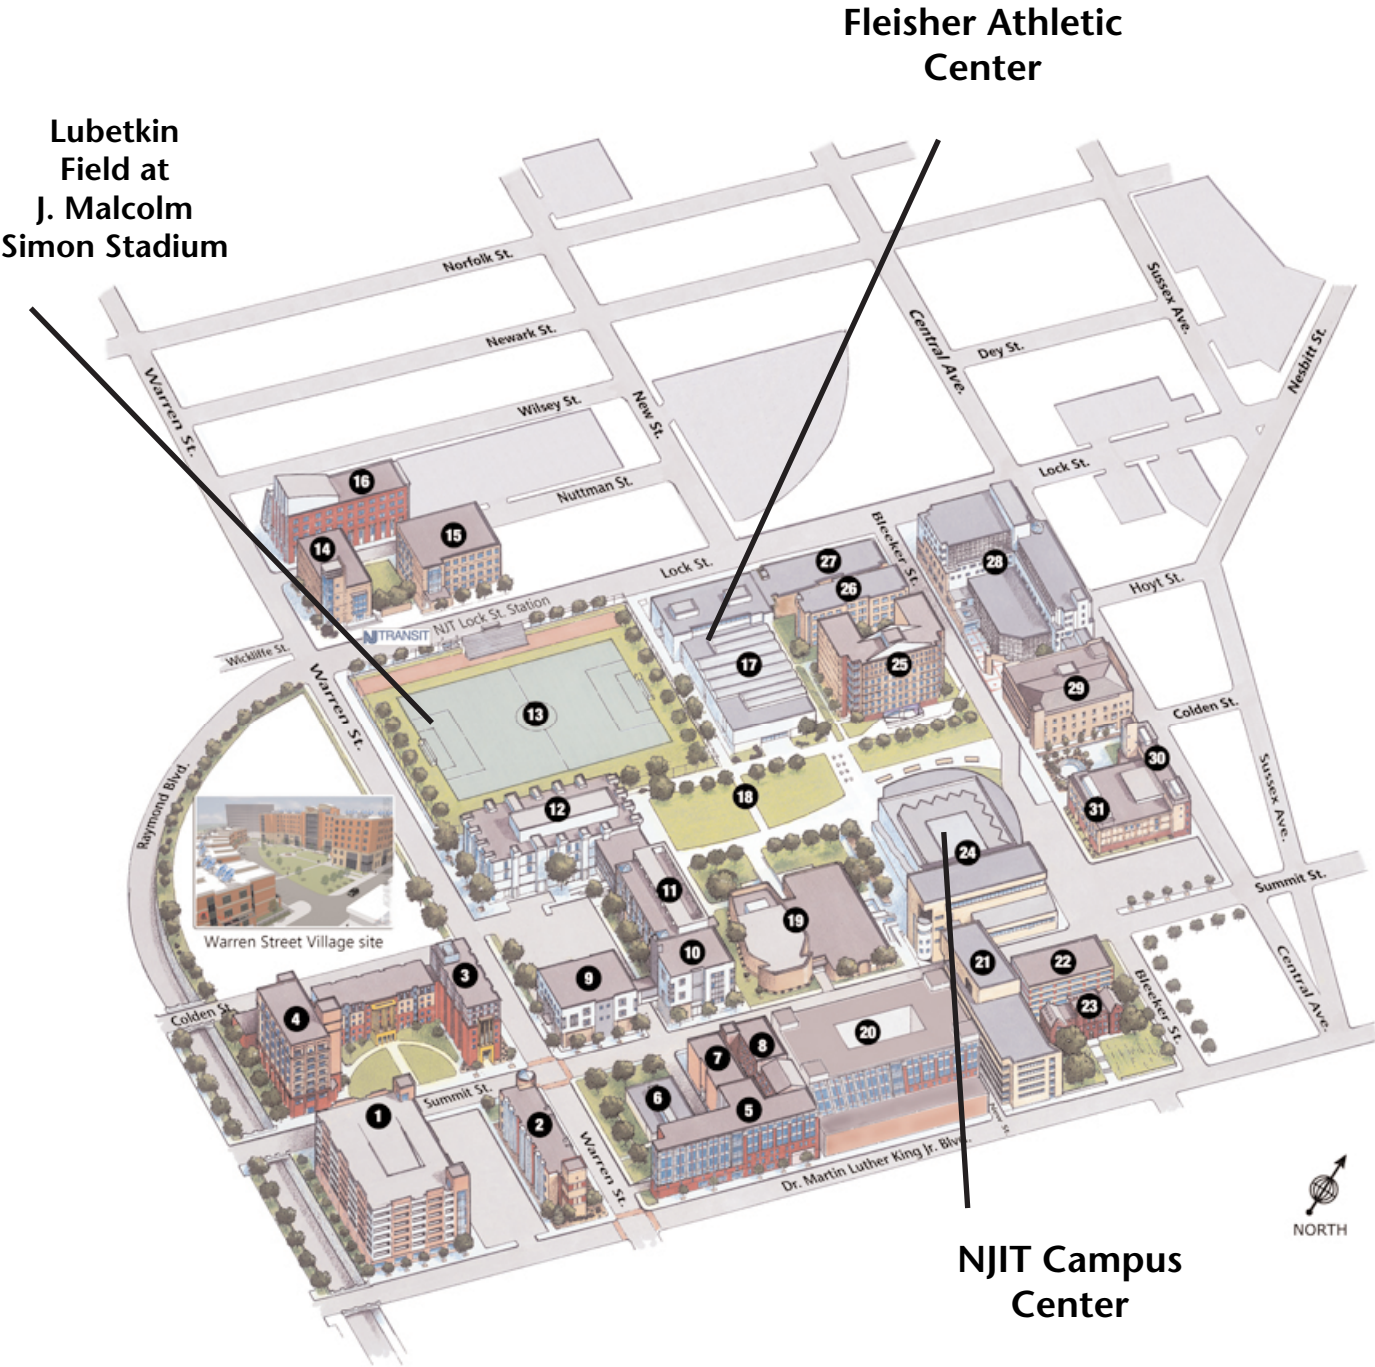 Fleisher Athletic
Center
Lubetkin
Field at
J. Malcolm
Simon Stadium
Norfolk St.
Newark St.
Wilsey St.
Nuttman St.
Warren St.
New St.
Central Ave.
Sussex Ave.
Dey St.
Nesbitt St.
Lock St.
Lock St.
Bleeker St.
Hoyt St.
Colden St.
Sussex Ave.
Summit St.
Central Ave.
Bleeker St.
NJTRANSIT
NJT Lock St. Station
Wickliffe St.
Warren St.
Raymond Blvd.
Warren Street Village site
Colden St.
Summit St.
Warren St.
Dr. Martin Luther King Jr. Blvd.
16
14
15
27
26
28
17
25
29
13
30
18
12
31
24
11
19
10
9
3
21
22
4
23
20
8
7
6
5
1
2
NORTH
NJIT Campus
Center